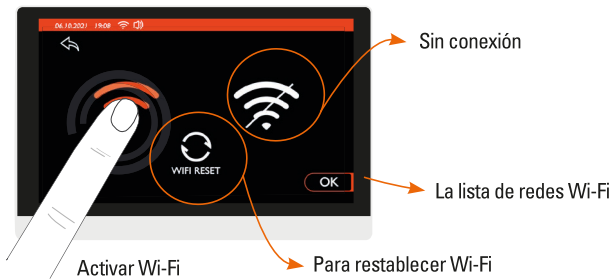 06.10.2021 19:08
Sin conexión
WIFI RESET
OK
La lista de redes Wi-Fi
Activar Wi-Fi
Para restablecer Wi-Fi